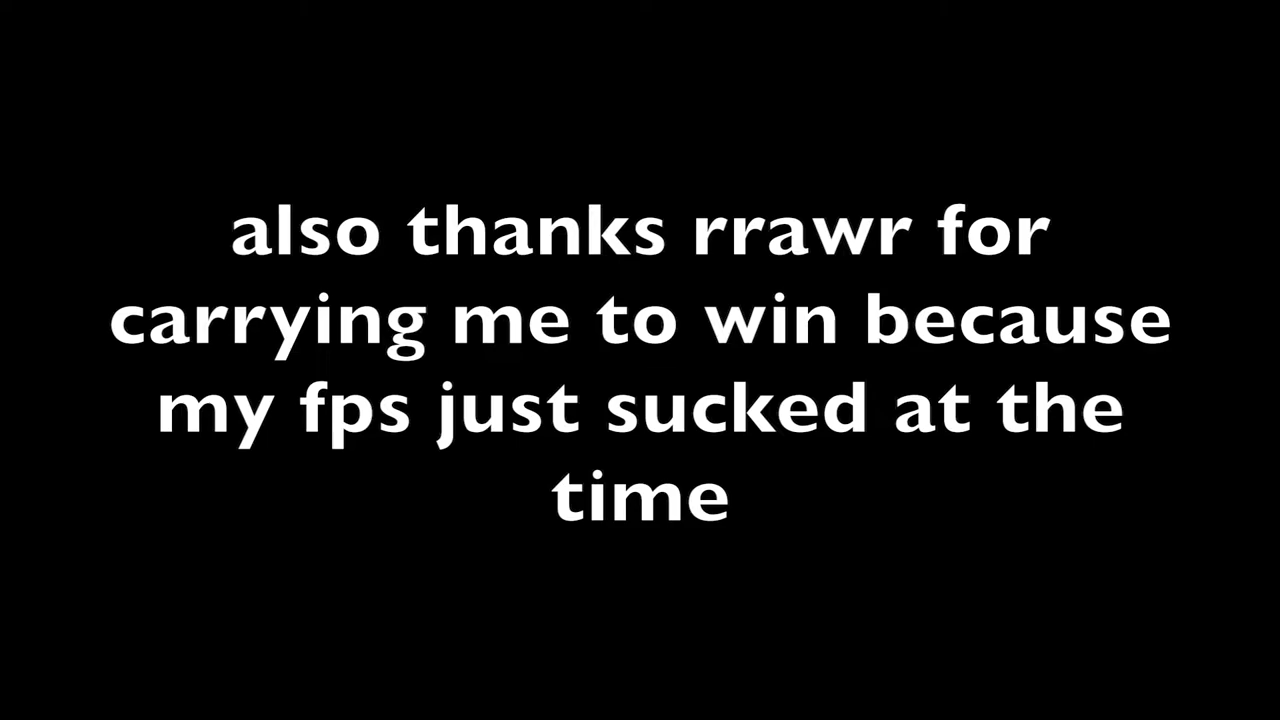 also thanks rrawr for
carrying me to win because
my fps just sucked at the
time